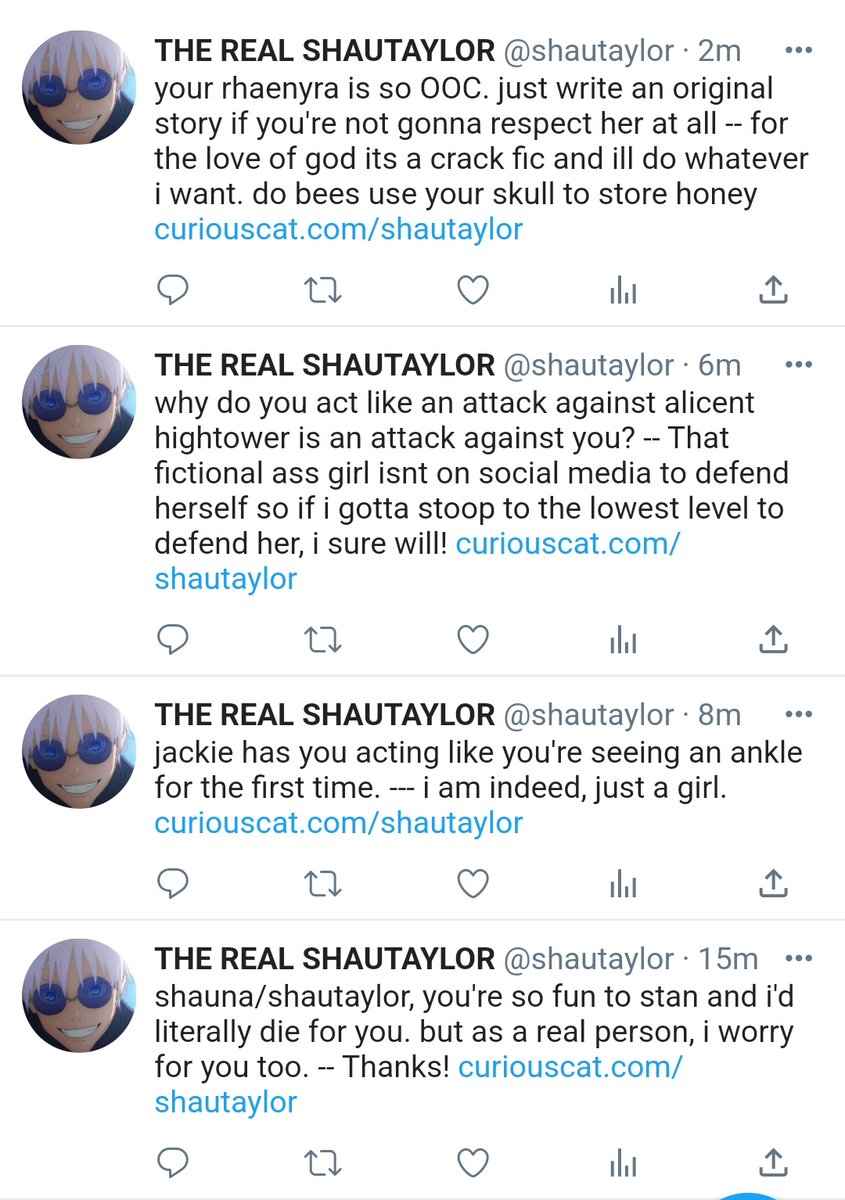 THE REAL SHAUTAYLOR @shautaylor · 2m
your rhaenyra is so OOC. just write an original
story if you're not gonna respect her at all -- for
the love of god its a crack fic and ill do whatever
i want. do bees use your skull to store honey
curiouscat.com/shautaylor
THE REAL SHAUTAYLOR @shautaylor · 6m
why do you act like an attack against alicent
hightower is an attack against you? -- That
fictional ass girl isnt on social media to defend
herself so if i gotta stoop to the lowest level to
defend her, i sure will! curiouscat.com/
shautaylor
THE REAL SHAUTAYLOR @shautaylor · 8m
jackie has you acting like you're seeing an ankle
for the first time. --- i am indeed, just a girl.
curiouscat.com/shautaylor
THE REAL SHAUTAYLOR @shautaylor · 15m
shauna/shautaylor, you're so fun to stan and i'd
literally die for you. but as a real person, i worry
for you too. -- Thanks! curiouscat.com/
shautaylor